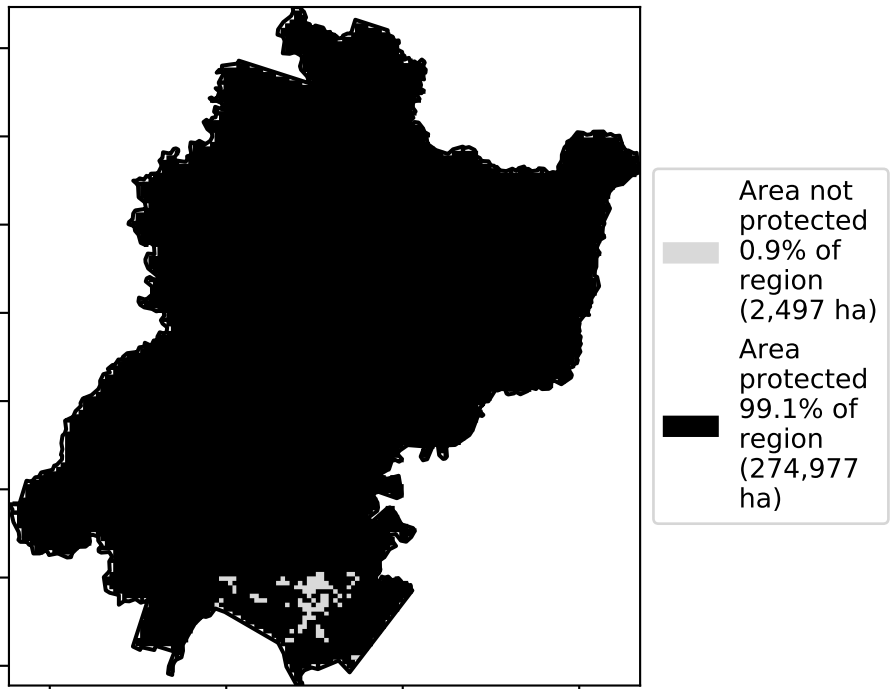 Area not
protected
0.9% of
region
(2,497 ha)
Area
protected
99.1% of
region
(274,977
ha)